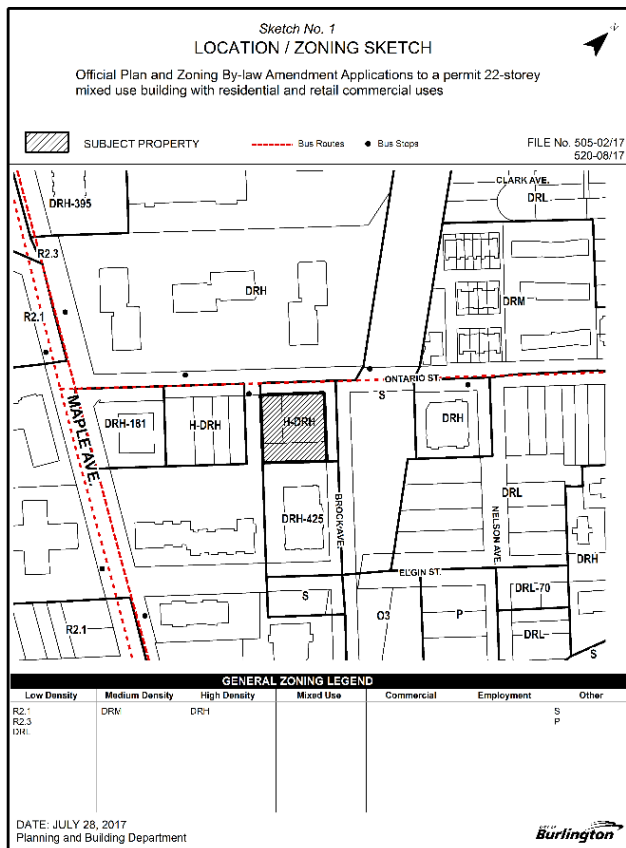 Sketch No. 1
LOCATION / ZONING SKETCH
Official Plan and Zoning By-law Amendment Applications to a permit 22-storey
mixed use building with residential and retail commercial uses
SUBJECT PROPERTY
Bus Routes
Bus Stops
FILE No. 505-02/17
520-08/17
CLARK AVE.
DRL
DRH-395
R2.3
DRH
DRM
R2.1
ONTARIO ST.
S
MAPLE AVE.
DRH-181
H-DRH
H-DRH
DRH
DRL
DRH-425
BROCK AVE.
NELSON AVE.
DRH
ELGIN ST.
DRL-70
S
O3
P
R2.1
DRL
S
GENERAL ZONING LEGEND
Low Density Medium Density High Density Mixed Use Commercial Employment Other
R2.1 DRM DRH S
R2.3 P
DRL
DATE: JULY 28, 2017
Planning and Building Department
Burlington